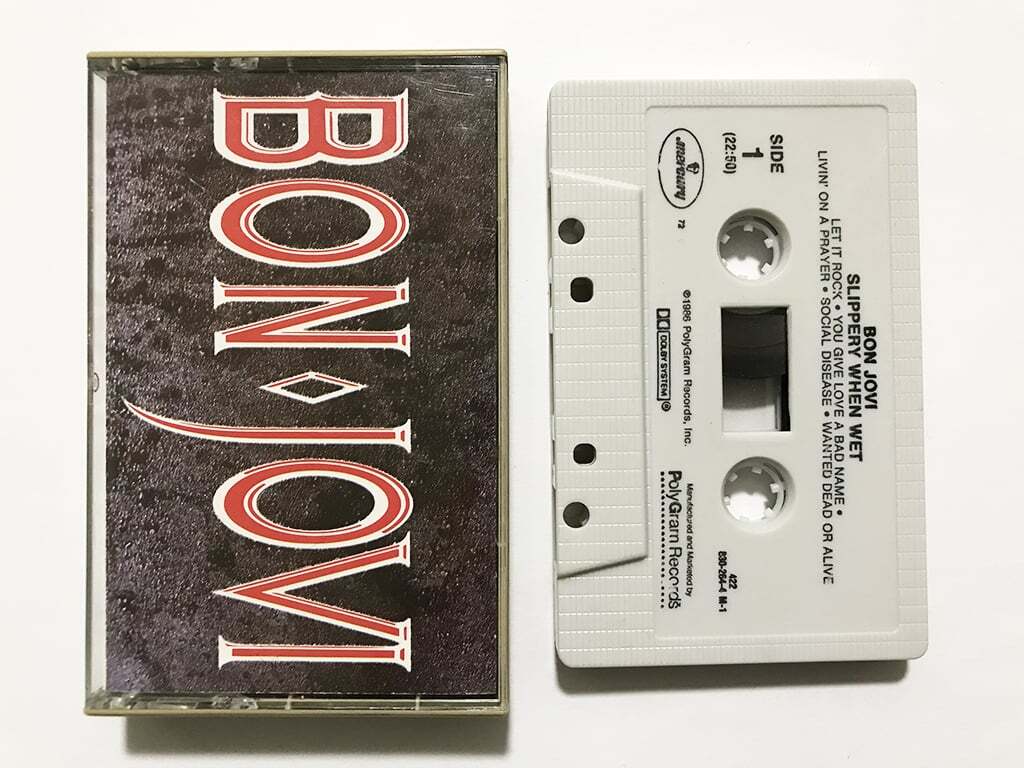 BON JOVI
BON JOVI
SLIPPERY WHEN WET
LET IT ROCK • YOU GIVE LOVE A BAD NAME •
LIVIN' ON A PRAYER • SOCIAL DISEASE • WANTED DEAD OR ALIVE
SIDE
1
(22:50)
mercury
72
422
830-264-4 M-1
℗1986 PolyGram Records, Inc.
DOLBY SYSTEM ®
Manufactured and Marketed by
PolyGram Records